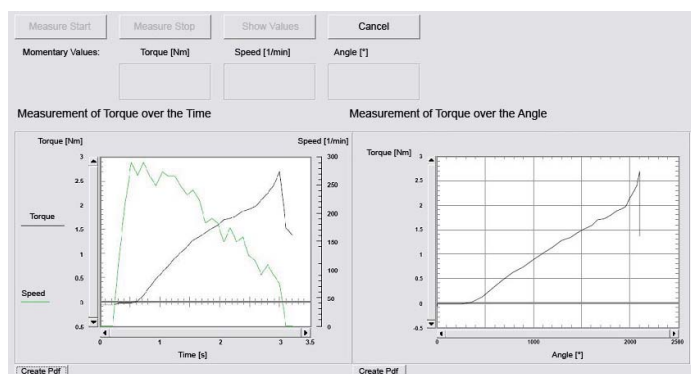 Measure Start Measure Stop Show Values Cancel
Momentary Values: Torque [Nm] Speed [1/min] Angle [°]
Measurement of Torque over the Time
Torque [Nm] Speed [1/min]
3 300
2.5 250
2 200
Torque
1.5 150
1 100
0.5
Speed
0 50
0.5 0
0 1 2 3 3.5
Time [s]
Create Pdf
Measurement of Torque over the Angle
Torque [Nm]
3
2.5
2
1.5
1
0.5
0
-0.5
0 1000 2000 2500
Angle [°]
Create Pdf